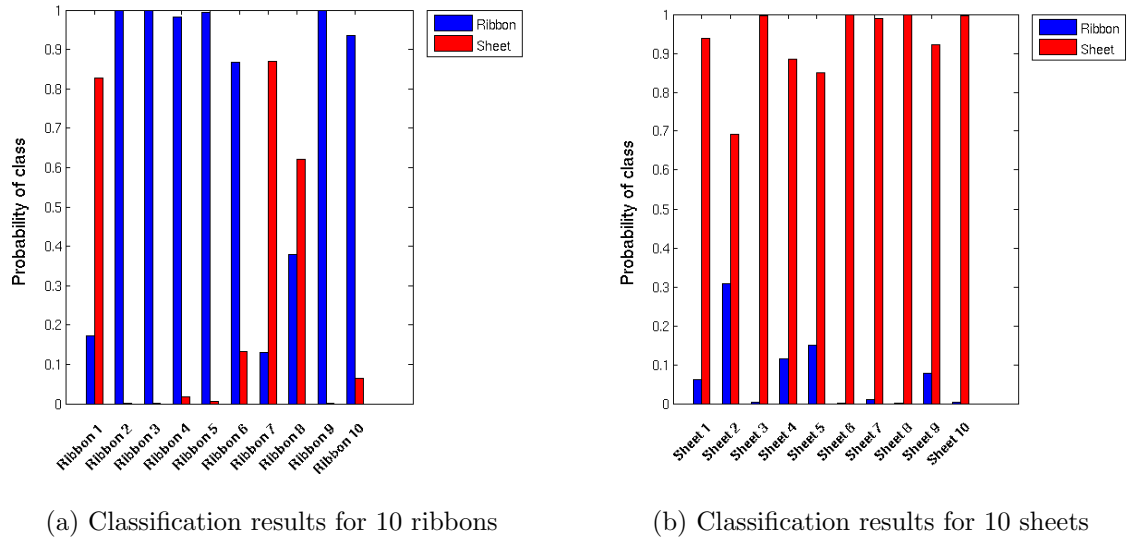 1
0.9
0.8
0.7
0.6
0.5
0.4
0.3
0.2
0.1
0
Probability of class
Ribbon 1
Ribbon 2
Ribbon 3
Ribbon 4
Ribbon 5
Ribbon 6
Ribbon 7
Ribbon 8
Ribbon 9
Ribbon 10
Ribbon
Sheet
(a) Classification results for 10 ribbons
1
0.9
0.8
0.7
0.6
0.5
0.4
0.3
0.2
0.1
0
Probability of class
Sheet 1
Sheet 2
Sheet 3
Sheet 4
Sheet 5
Sheet 6
Sheet 7
Sheet 8
Sheet 9
Sheet 10
Ribbon
Sheet
(b) Classification results for 10 sheets